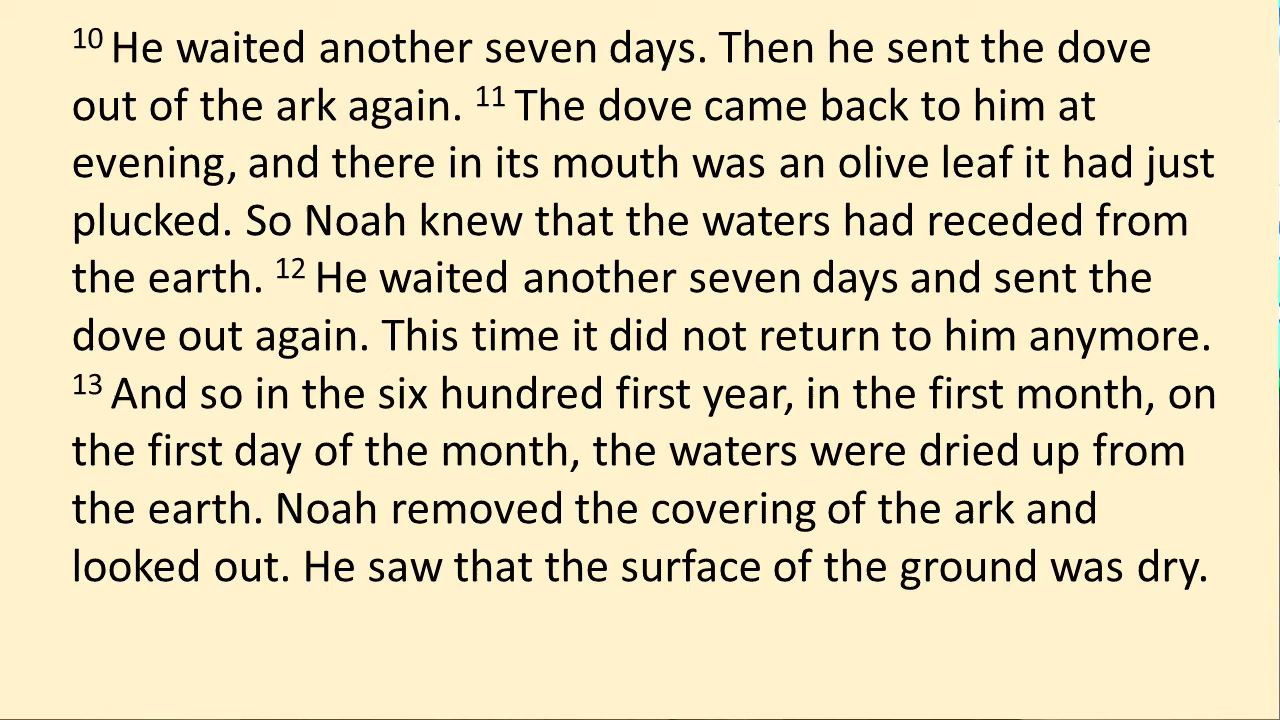 10 He waited another seven days. Then he sent the dove
out of the ark again. 11 The dove came back to him at
evening, and there in its mouth was an olive leaf it had just
plucked. So Noah knew that the waters had receded from
the earth. 12 He waited another seven days and sent the
dove out again. This time it did not return to him anymore.
13 And so in the six hundred first year, in the first month, on
the first day of the month, the waters were dried up from
the earth. Noah removed the covering of the ark and
looked out. He saw that the surface of the ground was dry.